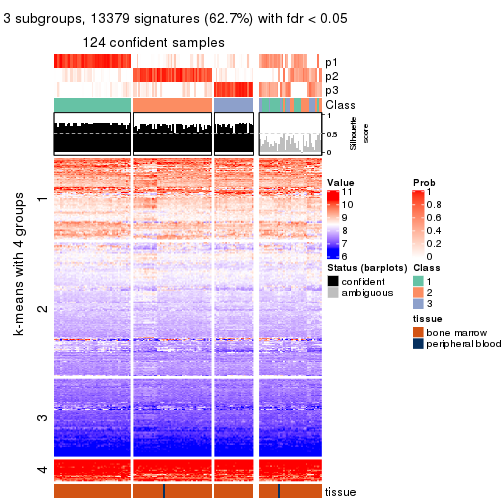 3 subgroups, 13379 signatures (62.7%) with fdr < 0.05
124 confident samples
p1
p2
p3
Class
1
0.5
0
Silhouette
score
k-means with 4 groups
1
2
3
4
tissue
Value
11
10
9
8
7
6
Prob
1
0.8
0.6
0.4
0.2
0
Status (barplots)
confident
ambiguous
Class
1
2
3
tissue
bone marrow
peripheral blood